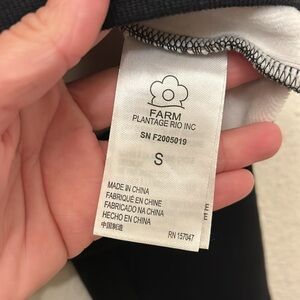 FARM
PLANTAGE RIO INC
SN F2005019
S
MADE IN CHINA
FABRIQUÉ EN CHINE
FABRICADO NA CHINA
HECHO EN CHINA
中国制造
RN 157047
E
E